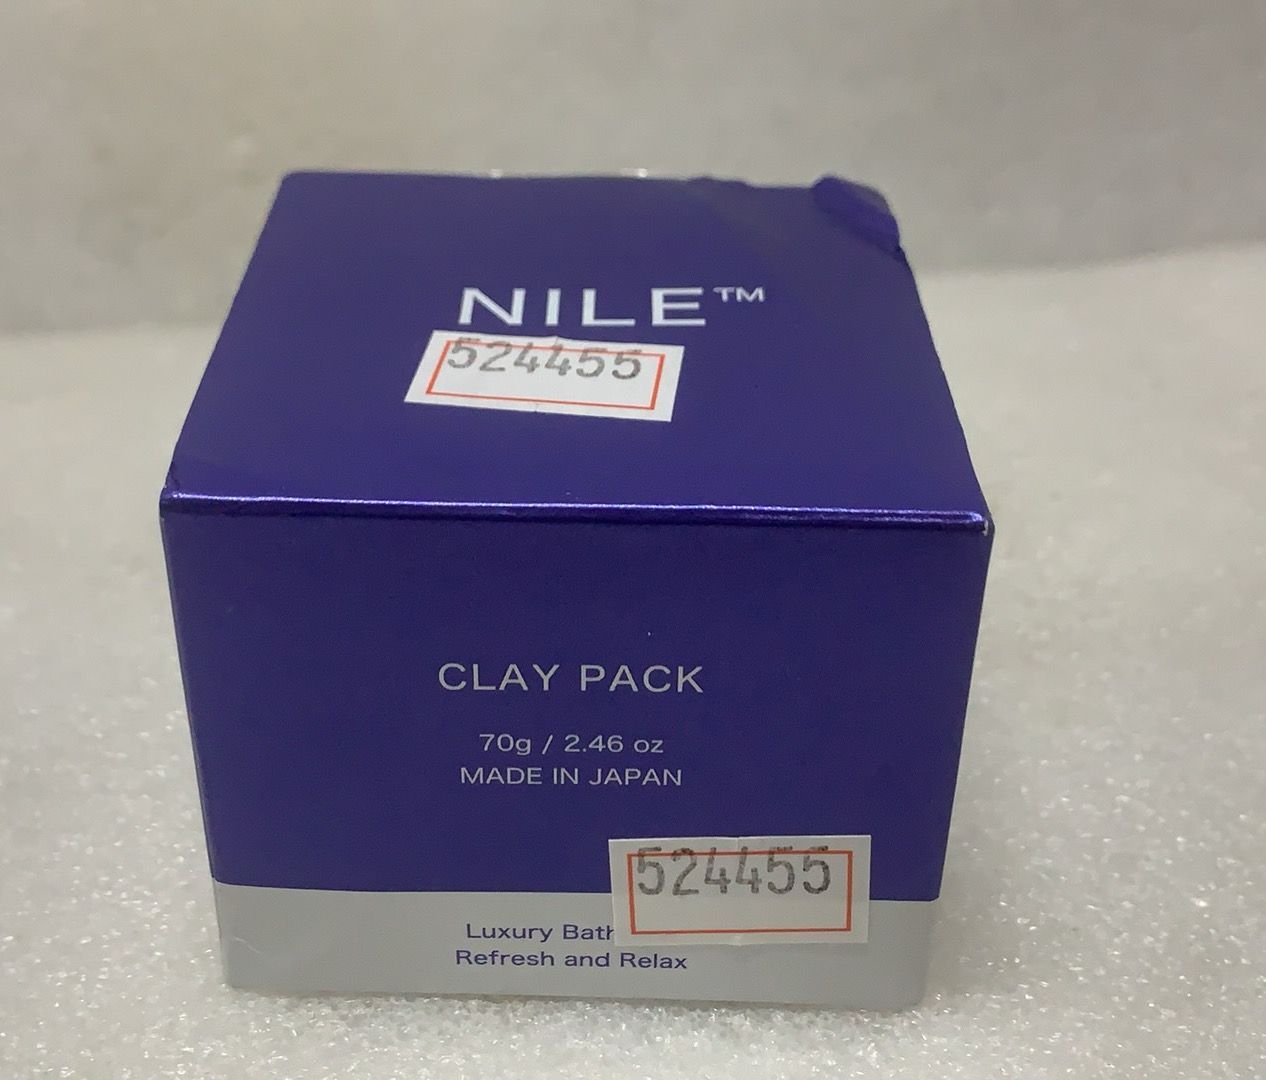 NILE™
524455
CLAY PACK
70g / 2.46 oz
MADE IN JAPAN
524455
Luxury Bath
Refresh and Relax